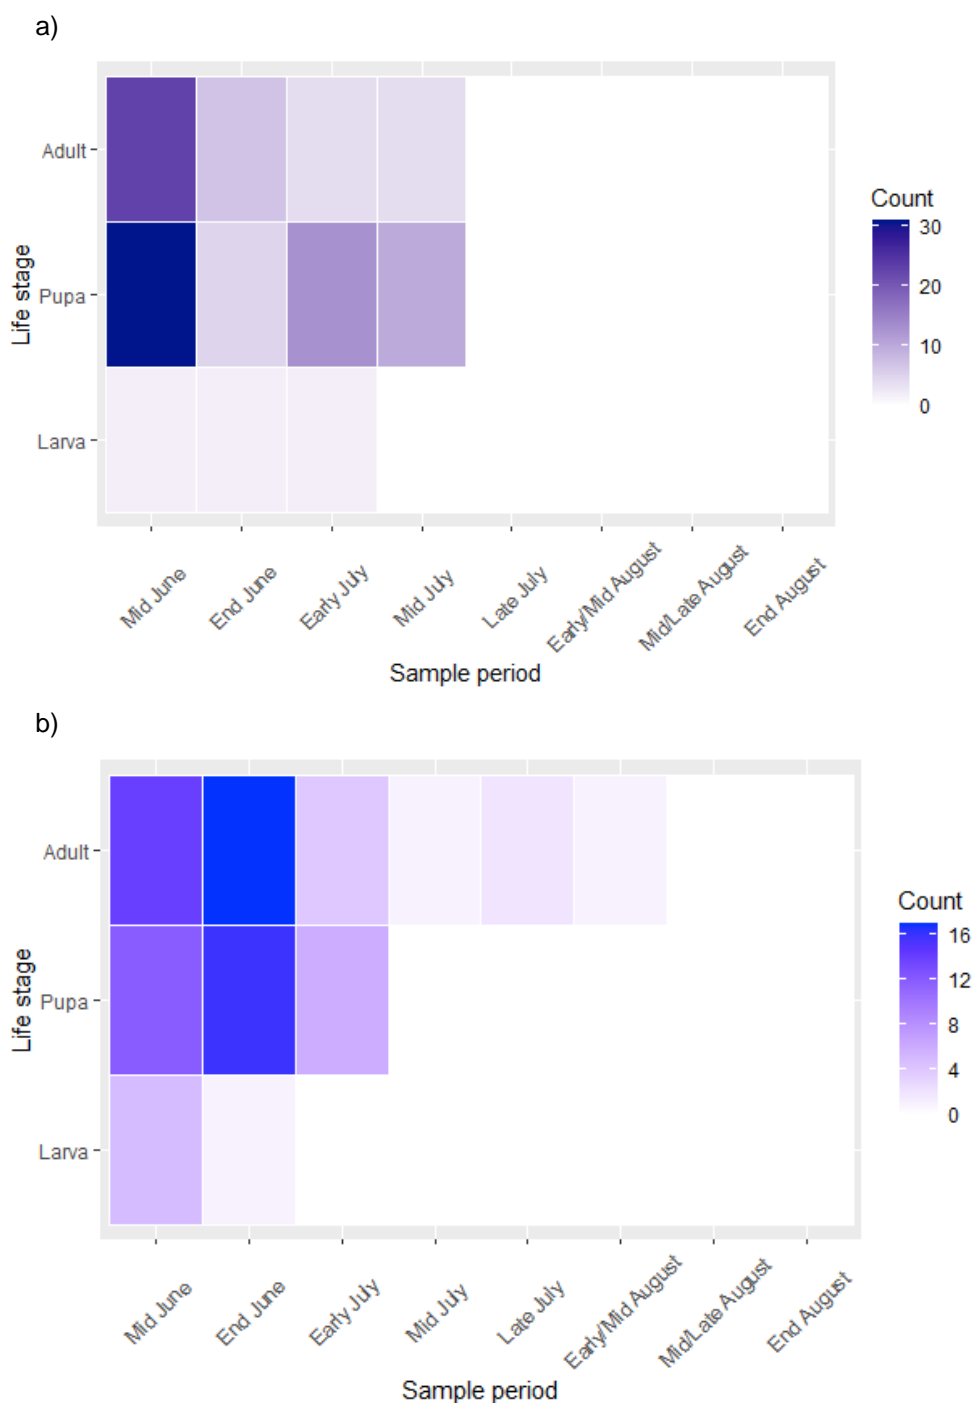 a)
Adult
Pupa
Larva
Life stage
Count
30
20
10
0
Mid June
End June
Early July
Mid July
Late July
Early/Mid August
Mid/Late August
End August
Sample period
b)
Adult
Pupa
Larva
Life stage
Count
16
12
8
4
0
Mid June
End June
Early July
Mid July
Late July
Early/Mid August
Mid/Late August
End August
Sample period